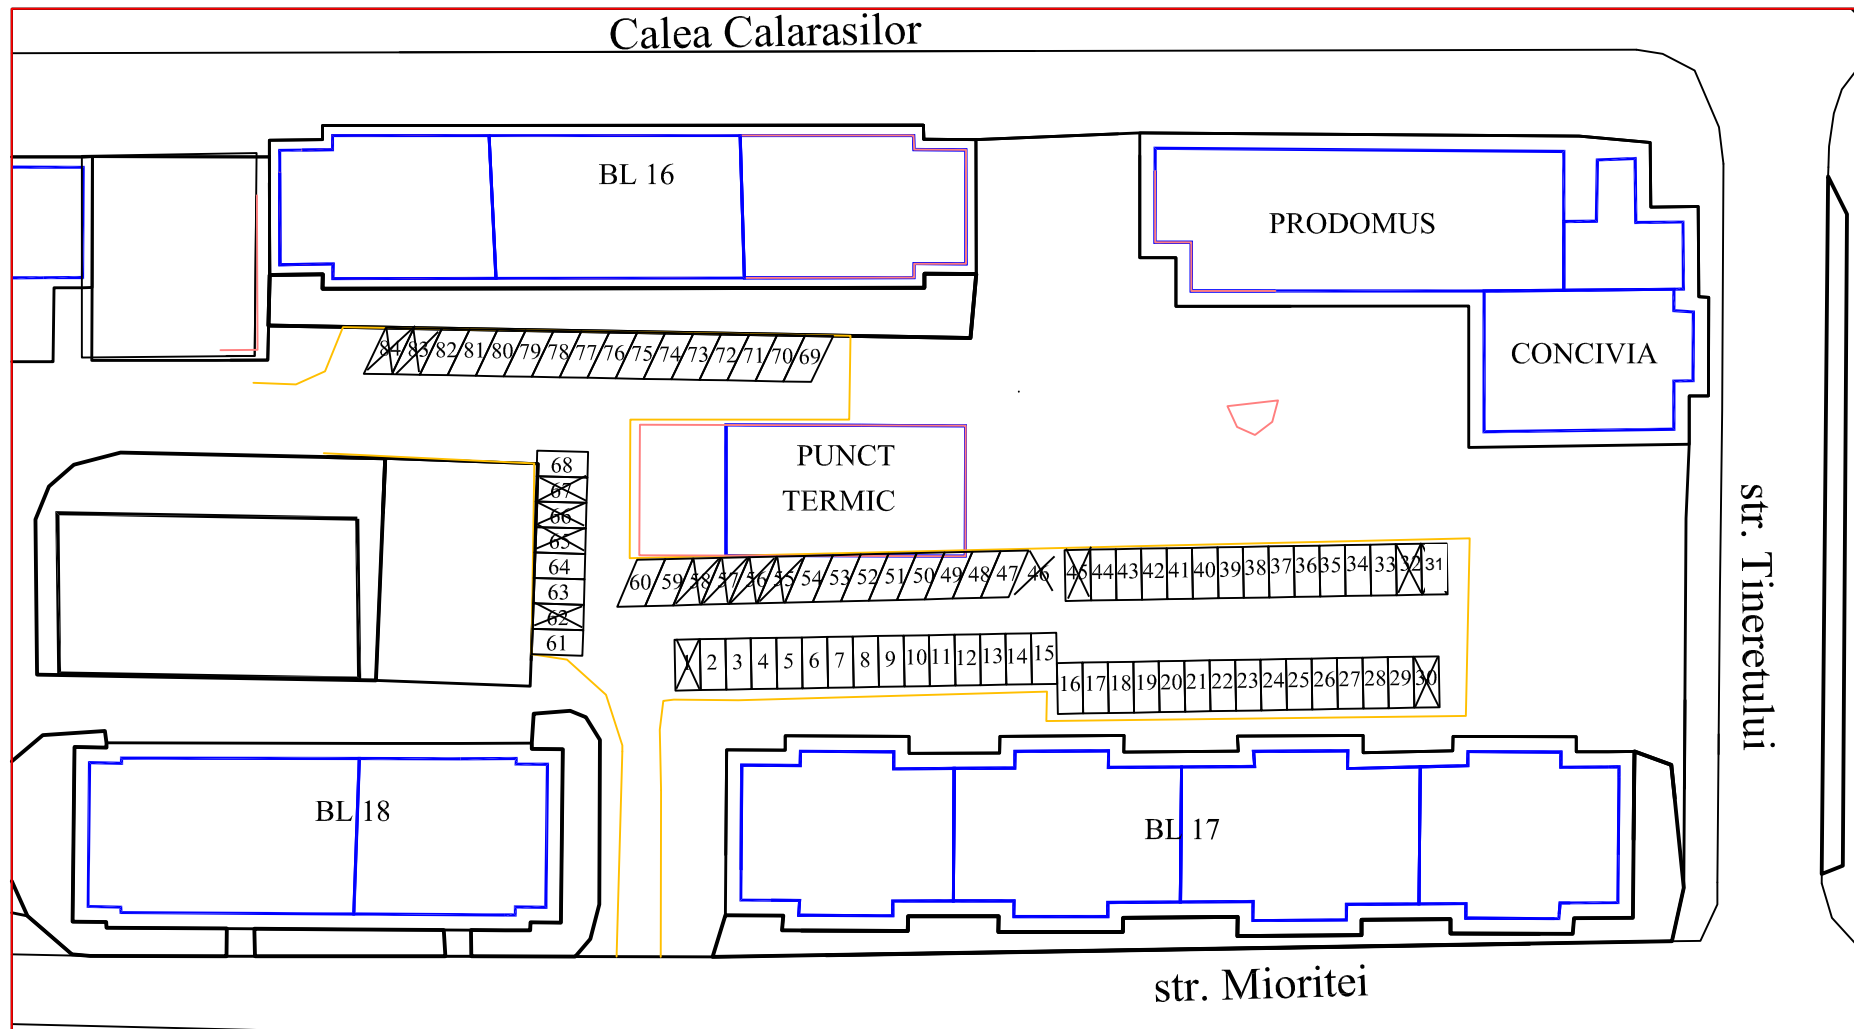 Calea Calarasilor
BL 16
PRODOMUS
CONCIVIA
84 83 82 81 80 79 78 77 76 75 74 73 72 71 70 69
PUNCT
TERMIC
68
67
66
65
64
63
62
61
60 59 58 57 56 55 54 53 52 51 50 49 48 47 46 45 44 43 42 41 40 39 38 37 36 35 34 33 32 31
1 2 3 4 5 6 7 8 9 10 11 12 13 14 15
16 17 18 19 20 21 22 23 24 25 26 27 28 29 30
str. Tineretului
BL 18
BL 17
str. Mioritei